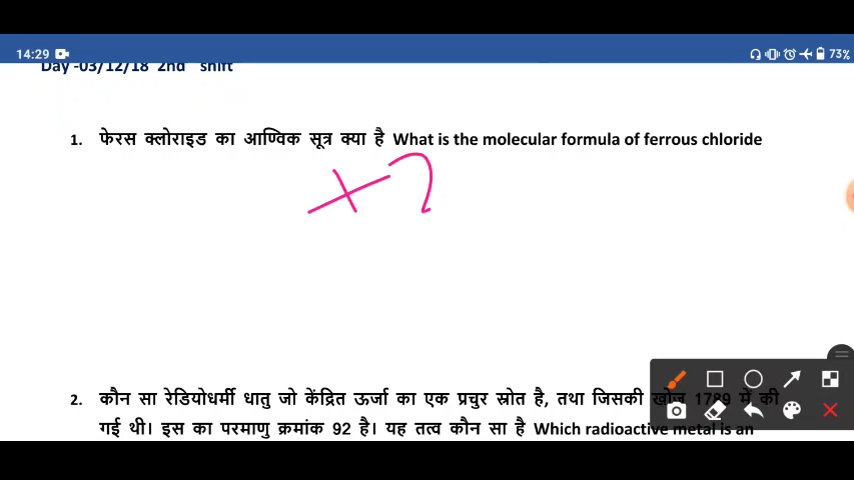 14:29 73%
Day -03/12/18 2nd shift
1. फेरस क्लोराइड का आण्विक सूत्र क्या है What is the molecular formula of ferrous chloride
+2
2. कौन सा रेडियोधर्मी धातु जो केंद्रित ऊर्जा का एक प्रचुर स्रोत है, तथा जिसकी खोज 1789 में की
गई थी। इस का परमाणु क्रमांक 92 है। यह तत्व कौन सा है Which radioactive metal is an